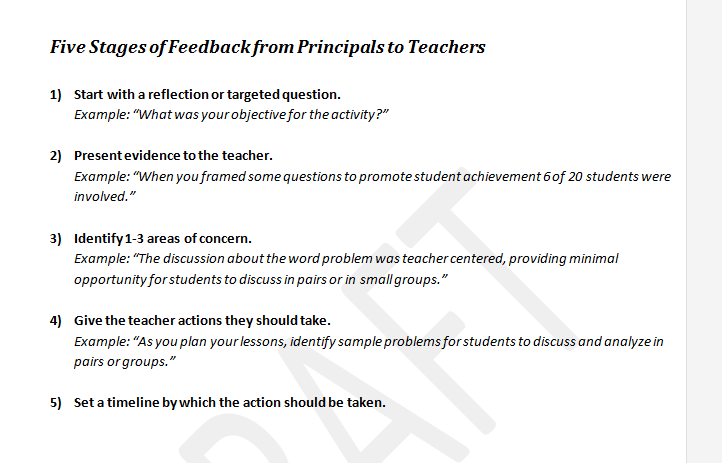 Five Stages of Feedback from Principals to Teachers
1) Start with a reflection or targeted question.
Example: “What was your objective for the activity?”
2) Present evidence to the teacher.
Example: “When you framed some questions to promote student achievement 6 of 20 students were
involved.”
3) Identify 1-3 areas of concern.
Example: “The discussion about the word problem was teacher centered, providing minimal
opportunity for students to discuss in pairs or in small groups.”
4) Give the teacher actions they should take.
Example: “As you plan your lessons, identify sample problems for students to discuss and analyze in
pairs or groups.”
5) Set a timeline by which the action should be taken.
DRAFT